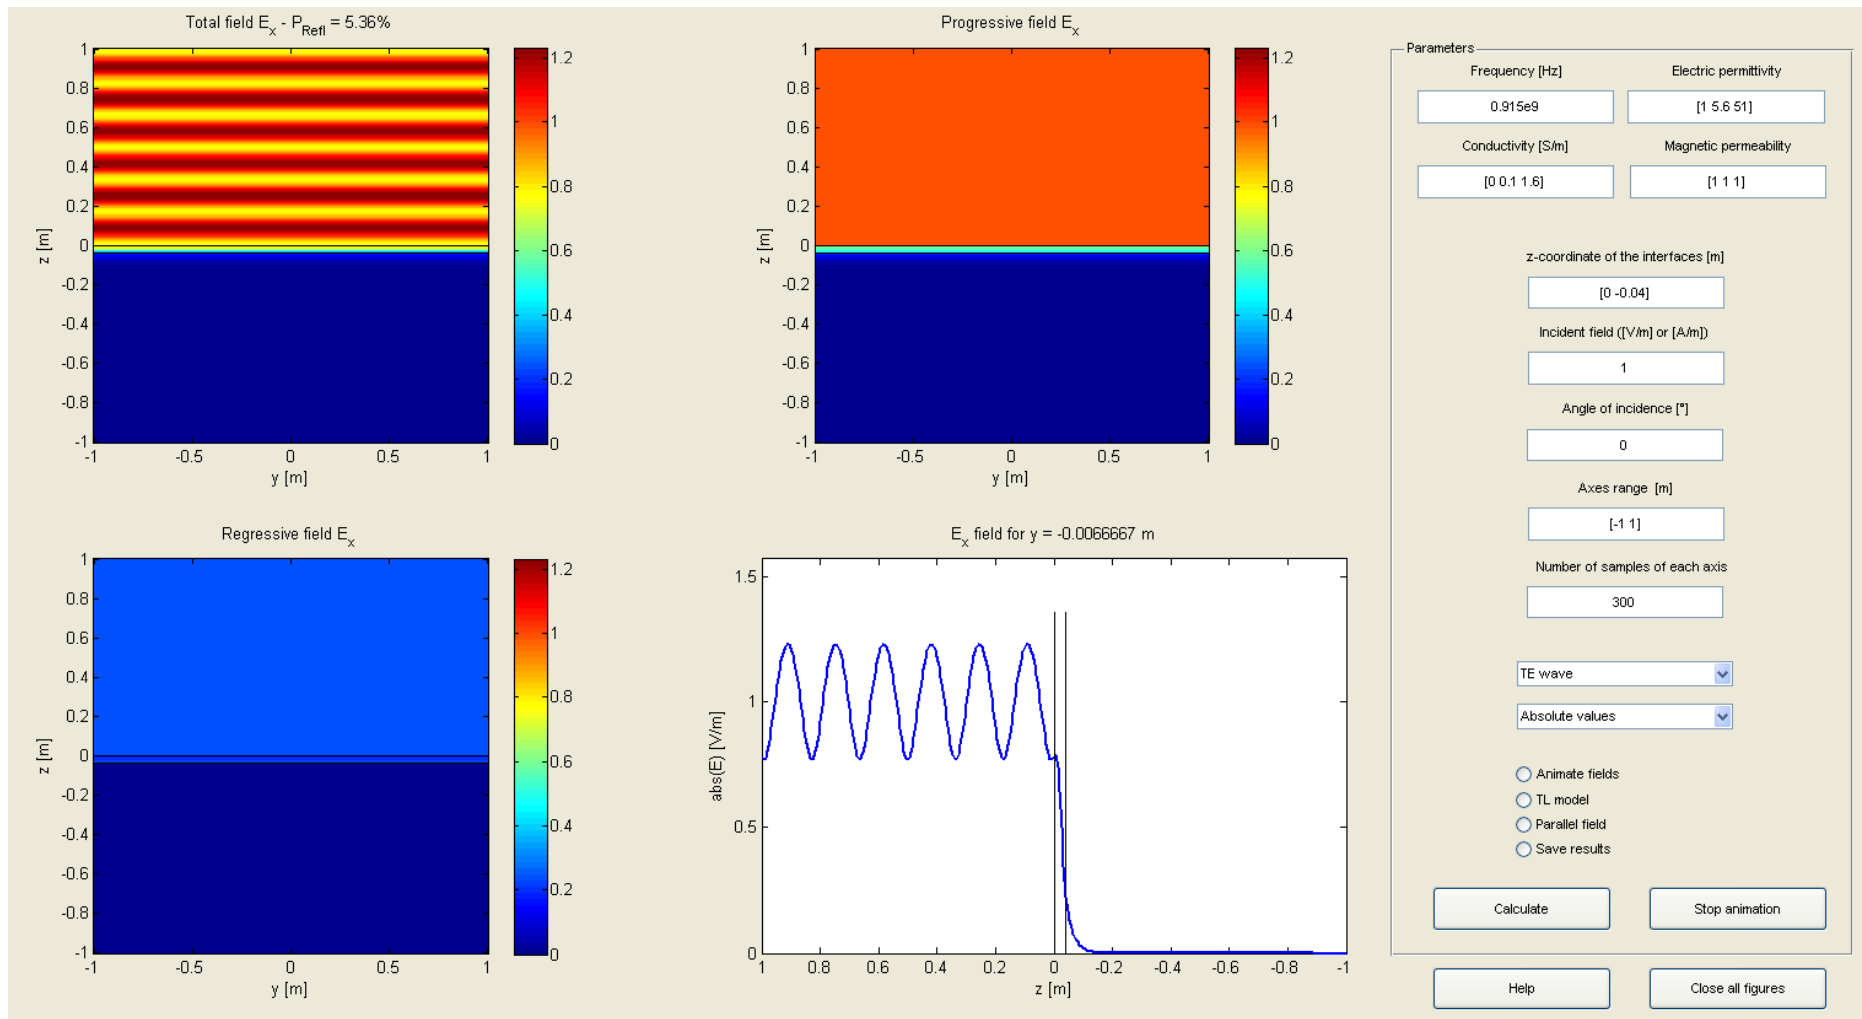 Total field E_x - P_Refl = 5.36%
1
0.8
0.6
0.4
0.2
0
-0.2
-0.4
-0.6
-0.8
-1
z [m]
-1 -0.5 0 0.5 1
y [m]
1.2
1
0.8
0.6
0.4
0.2
0
Progressive field E_x
1
0.8
0.6
0.4
0.2
0
-0.2
-0.4
-0.6
-0.8
-1
z [m]
-1 -0.5 0 0.5 1
y [m]
1.2
1
0.8
0.6
0.4
0.2
0
Regressive field E_x
1
0.8
0.6
0.4
0.2
0
-0.2
-0.4
-0.6
-0.8
-1
z [m]
-1 -0.5 0 0.5 1
y [m]
1.2
1
0.8
0.6
0.4
0.2
0
E_x field for y = -0.0066667 m
1.5
1
0.5
0
abs(E) [V/m]
1 0.8 0.6 0.4 0.2 0 -0.2 -0.4 -0.6 -0.8 -1
z [m]
Parameters
Frequency [Hz] Electric permittivity
0.915e9 [1 5.6 51]
Conductivity [S/m] Magnetic permeability
[0 0.1 1.6] [1 1 1]
z-coordinate of the interfaces [m]
[0 -0.04]
Incident field ([V/m] or [A/m])
1
Angle of incidence [°]
0
Axes range [m]
[-1 1]
Number of samples of each axis
300
TE wave
Absolute values
Animate fields
TL model
Parallel field
Save results
Calculate Stop animation
Help Close all figures